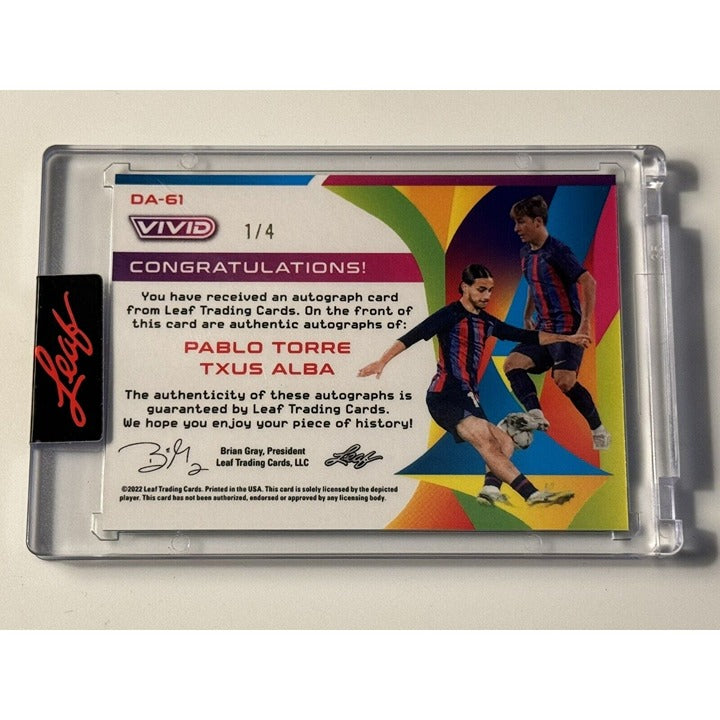 DA-61
VIVID
1/4
CONGRATULATIONS!
You have received an autograph card
from Leaf Trading Cards. On the front of
this card are authentic autographs of:
PABLO TORRE
TXUS ALBA
The authenticity of these autographs is
guaranteed by Leaf Trading Cards.
We hope you enjoy your piece of history!
Brian Gray, President
Leaf Trading Cards, LLC
Leaf
©2022 Leaf Trading Cards. Printed in the USA. This card is solely licensed by the depicted
player. This card has not been authorized, endorsed or approved by any licensing body.
Leaf